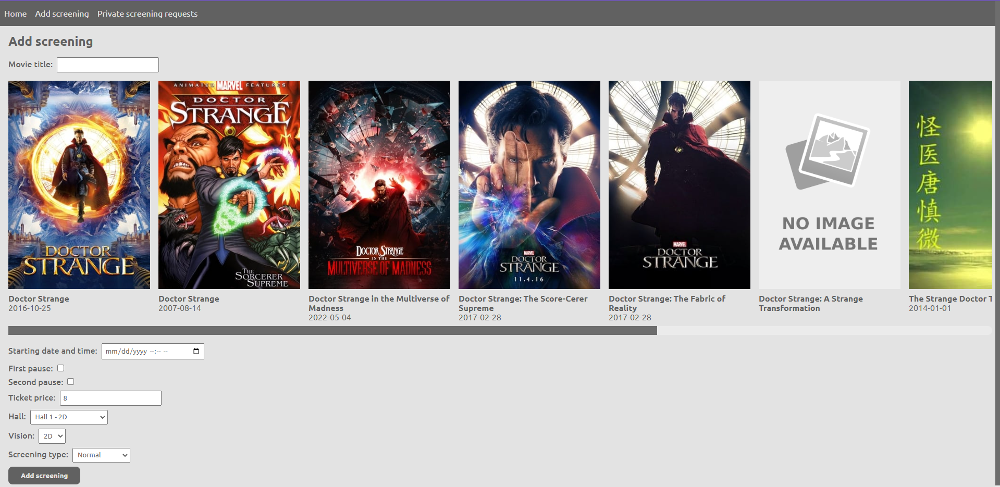 Home Add screening Private screening requests
Add screening
Movie title:
DOCTOR
STRANGE
ANIMATED MARVEL FEATURES
DOCTOR
STRANGE
THE
SORCERER
SUPREME
DOCTOR STRANGE
IN THE
MULTIVERSE OF MADNESS
MARVEL
DOCTOR
STRANGE
11.4.16
MARVEL
DOCTOR
STRANGE
NO IMAGE
AVAILABLE
怪医唐慎微
Doctor Strange
2016-10-25
Doctor Strange
2007-08-14
Doctor Strange in the Multiverse of
Madness
2022-05-04
Doctor Strange: The Score-Cerer
Supreme
2017-02-28
Doctor Strange: The Fabric of
Reality
2017-02-28
Doctor Strange: A Strange
Transformation
The Strange Doctor T
2014-01-01
Starting date and time: mm/dd/yyyy --:-- --
First pause:
Second pause:
Ticket price: 8
Hall: Hall 1 - 2D
Vision: 2D
Screening type: Normal
Add screening